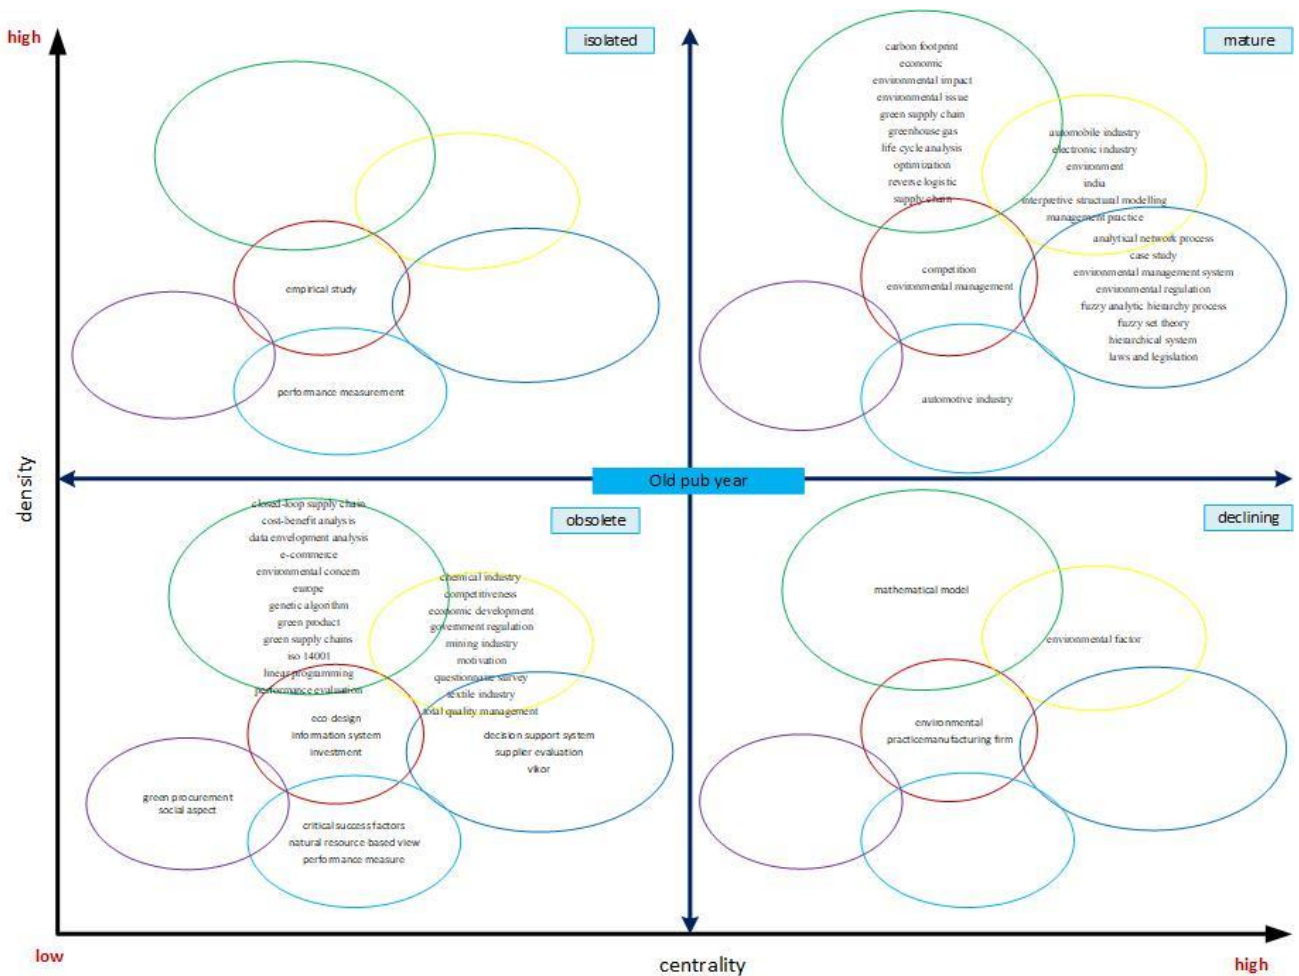 high
isolated
empirical study
performance measurement
mature
carbon footprint
economic
environmental impact
environmental issue
green supply chain
greenhouse gas
life cycle analysis
optimization
reverse logistic
supply chain
automobile industry
electronic industry
environment
india
interpretive structural modelling
management practice
analytical network process
case study
environmental management system
environmental regulation
fuzzy analytic hierarchy process
fuzzy set theory
hierarchical system
laws and legislation
competition
environmental management
automotive industry
density
Old pub year
obsolete
closed-loop supply chain
cost-benefit analysis
data envelopment analysis
e-commerce
environmental concern
europe
genetic algorithm
green product
green supply chains
iso 14001
linear programming
performance evaluation
chemical industry
competitiveness
economic development
government regulation
mining industry
motivation
questionnaire survey
textile industry
total quality management
eco design
information system
investment
decision support system
supplier evaluation
vikor
green procurement
social aspect
critical success factors
natural resource based view
performance measure
declining
mathematical model
environmental factor
environmental
practicemanufacturing firm
low
centrality
high